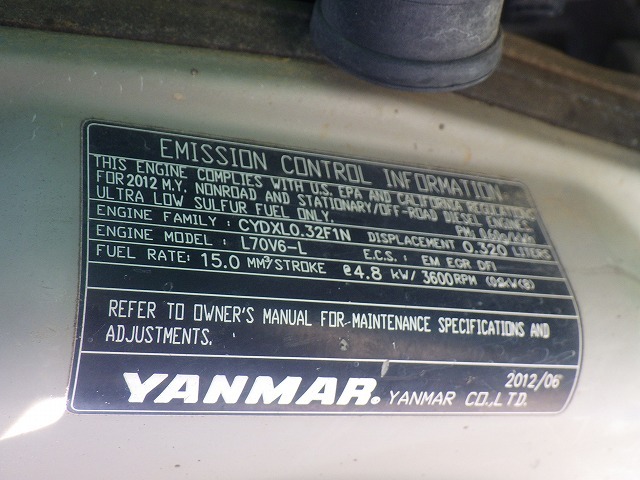 EMISSION CONTROL INFORMATION
THIS ENGINE COMPLIES WITH U.S. EPA AND CALIFORNIA REGULATIONS
FOR 2012 M.Y. NONROAD AND STATIONARY/OFF-ROAD DIESEL ENGINES.
ULTRA LOW SULFUR FUEL ONLY. PM:
ENGINE FAMILY : CYDXL0.32F1N DISPLACEMENT 0.320 LITERS
ENGINE MODEL : L70V6-L E.C.S. : EM EGR DFI
FUEL RATE: 15.0 MM³/STROKE @4.8 kW/ 3600RPM
REFER TO OWNER'S MANUAL FOR MAINTENANCE SPECIFICATIONS AND
ADJUSTMENTS.
YANMAR. YANMAR CO.,LTD. 2012/06